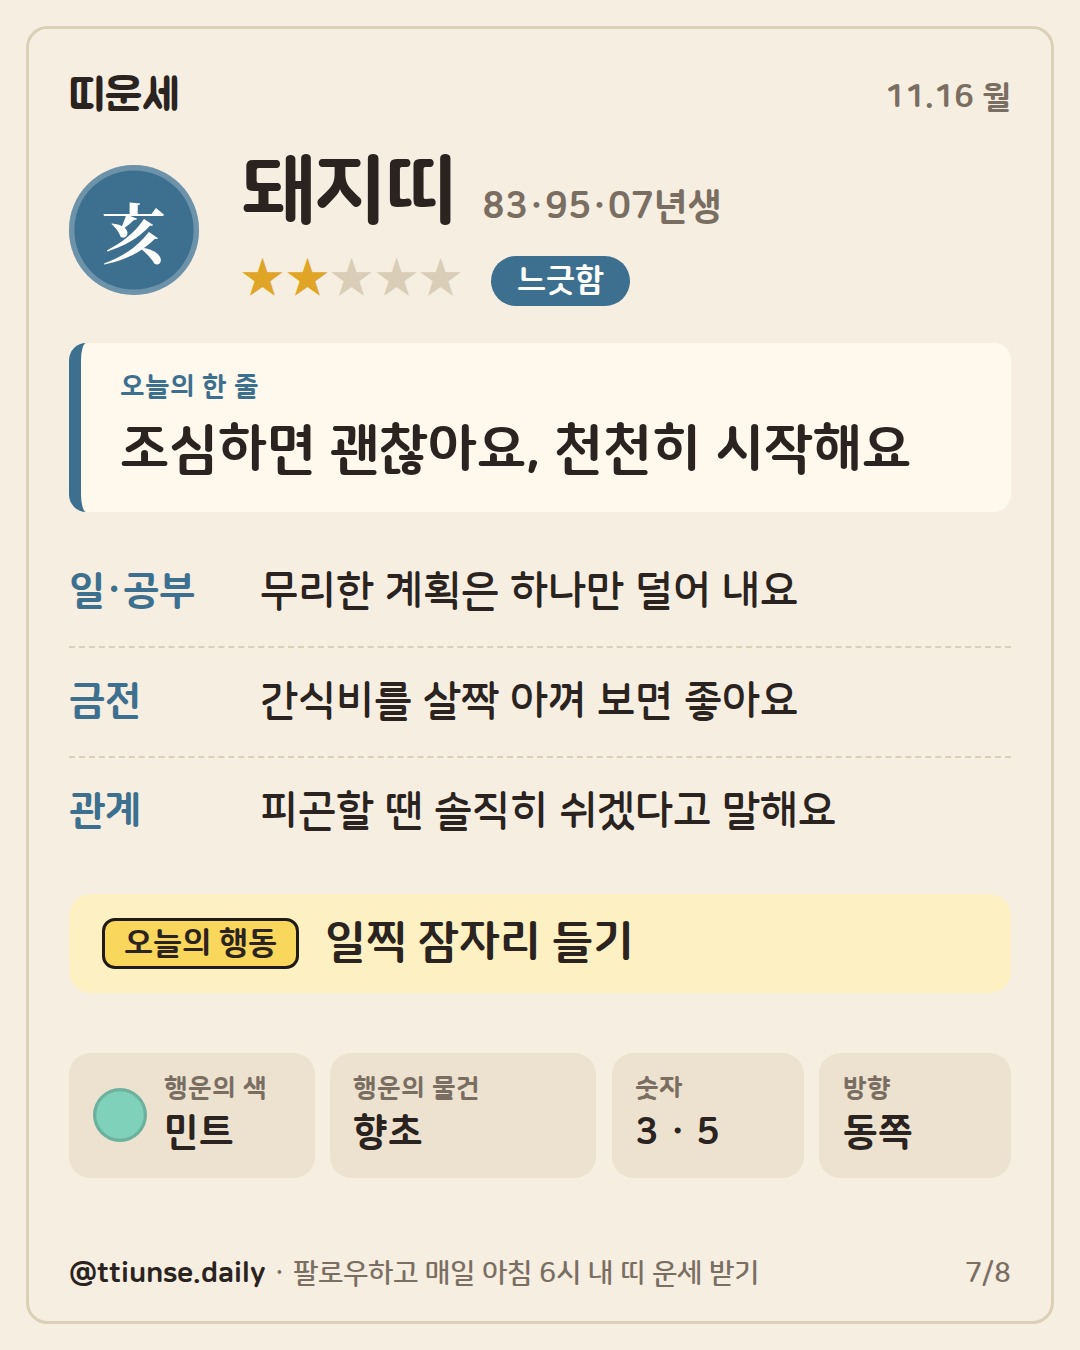 띠운세
11.16 월
亥
돼지띠 83·95·07년생
★★★★★ 느긋함
오늘의 한 줄
조심하면 괜찮아요, 천천히 시작해요
일·공부 무리한 계획은 하나만 덜어 내요
금전 간식비를 살짝 아껴 보면 좋아요
관계 피곤할 땐 솔직히 쉬겠다고 말해요
오늘의 행동 일찍 잠자리 들기
행운의 색
민트
행운의 물건
향초
숫자
3 · 5
방향
동쪽
@ttiunse.daily · 팔로우하고 매일 아침 6시 내 띠 운세 받기
7/8